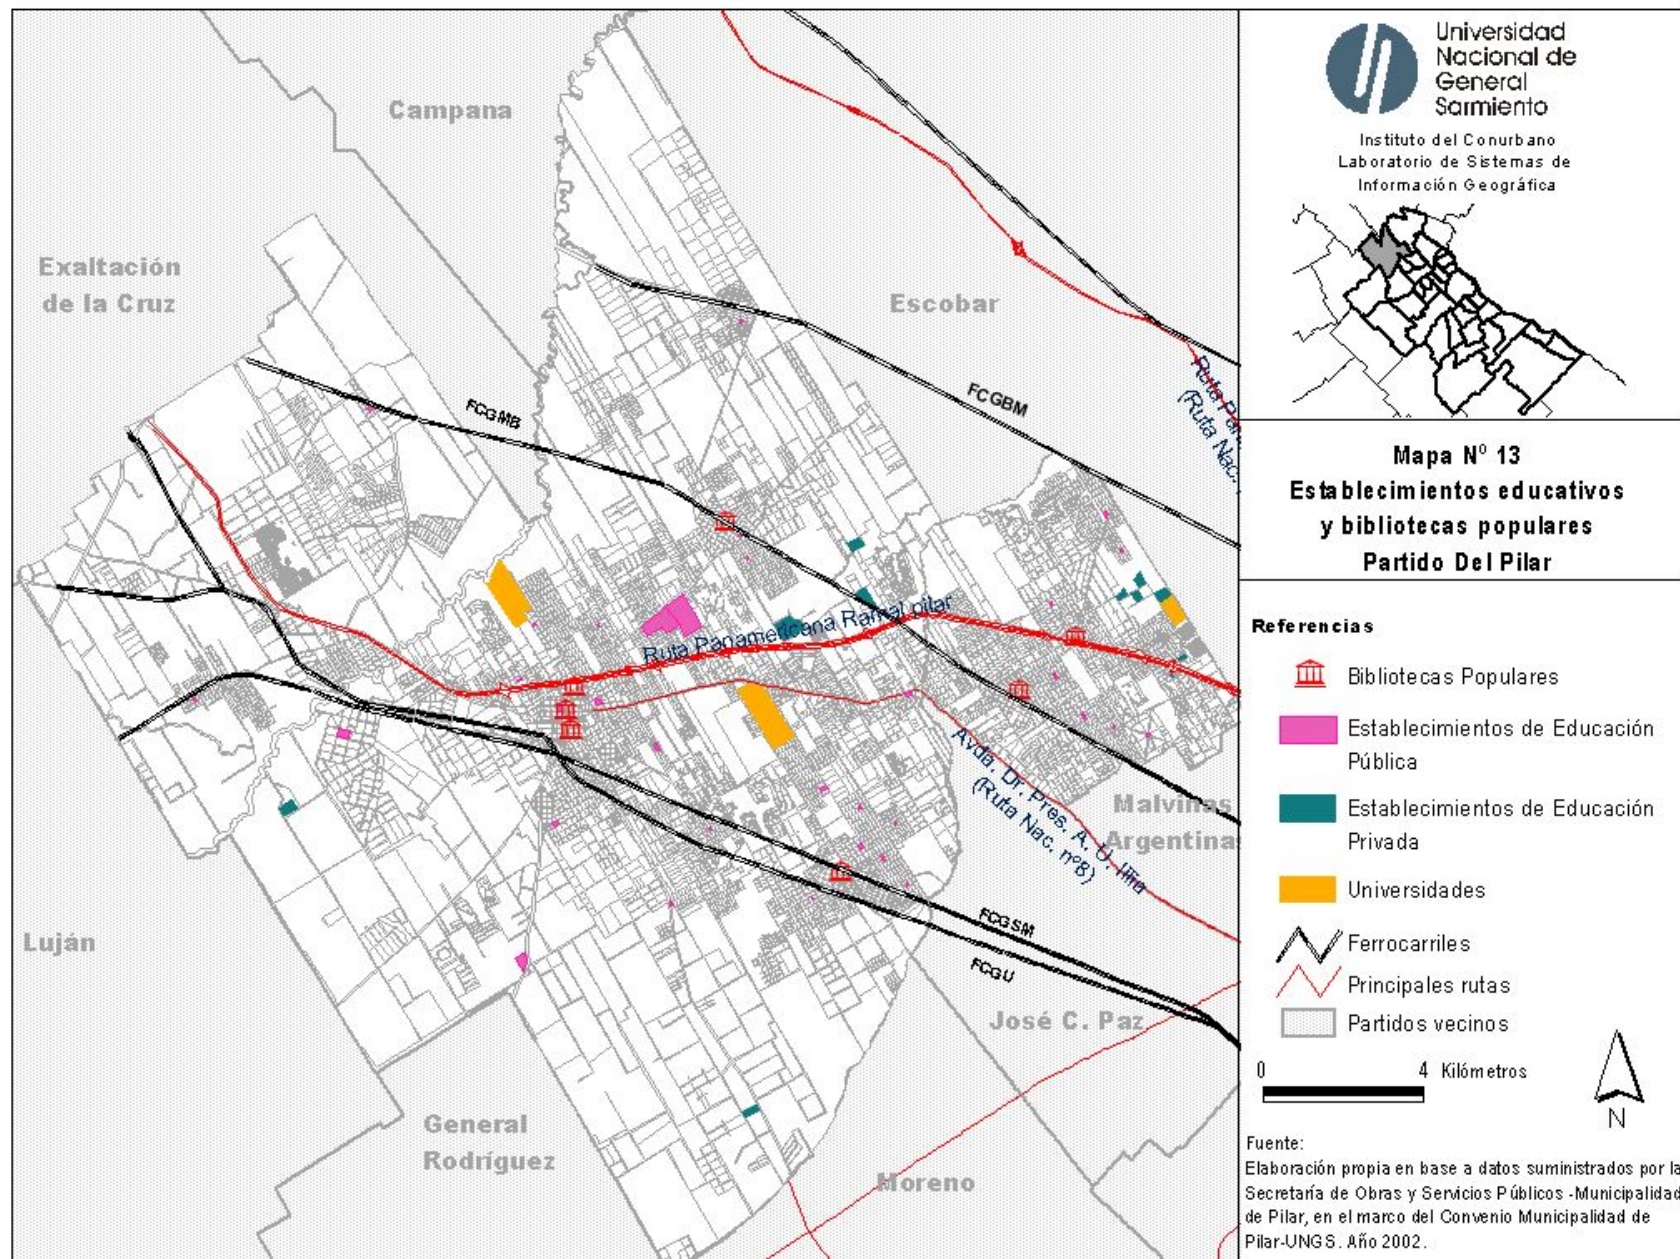 Campana
Exaltación
de la Cruz
Escobar
FCGMB
FCGBM
Ruta Pan
(Ruta Nac.
Ruta Panamericana Ramal pilar
Avda. Dr. Pres. A. U. Illia
(Ruta Nac. nº8)
Malvinas
Argentinas
Luján
FCGSM
FCGU
José C. Paz
General
Rodríguez
Moreno
Universidad
Nacional de
General
Sarmiento
Instituto del Conurbano
Laboratorio de Sistemas de
Información Geográfica
Mapa Nº 13
Establecimientos educativos
y bibliotecas populares
Partido Del Pilar
Referencias
Bibliotecas Populares
Establecimientos de Educación
Pública
Establecimientos de Educación
Privada
Universidades
Ferrocarriles
Principales rutas
Partidos vecinos
0 4 Kilómetros
N
Fuente:
Elaboración propia en base a datos suministrados por la
Secretaría de Obras y Servicios Públicos -Municipalidad
de Pilar, en el marco del Convenio Municipalidad de
Pilar-UNGS. Año 2002.